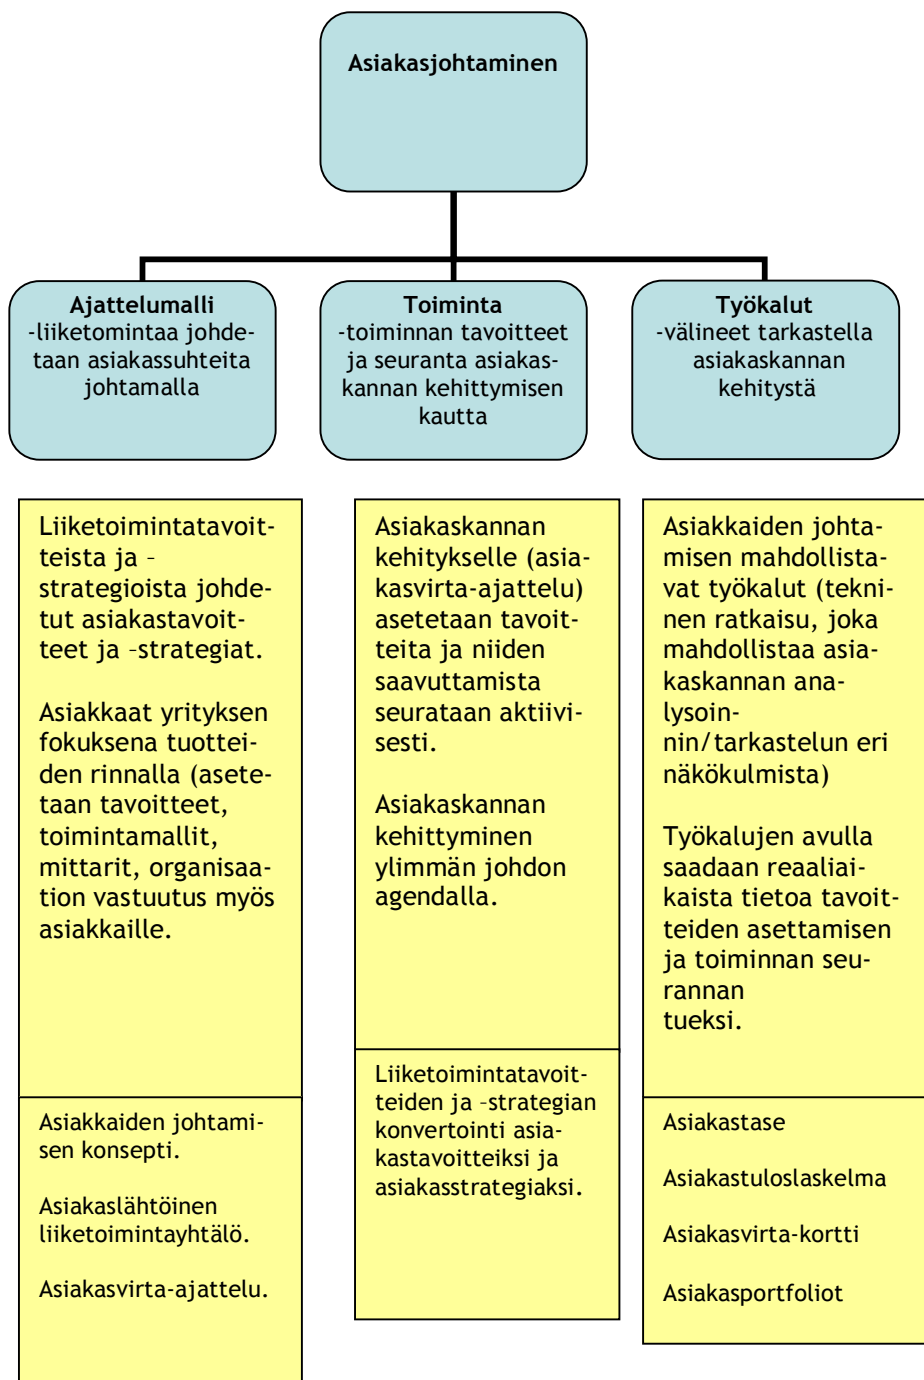 Asiakasjohtaminen
Ajattelumalli
-liiketomintaa johde-
taan asiakassuhteita
johtamalla
Toiminta
-toiminnan tavoitteet
ja seuranta asiakas-
kannan kehittymisen
kautta
Työkalut
-välineet tarkastella
asiakaskannan
kehitystä
Liiketoimintatavoit-
teista ja –
strategioista johde-
tut asiakastavoit-
teet ja –strategiat.
Asiakkaat yrityksen
fokuksena tuottei-
den rinnalla (asete-
taan tavoitteet,
toimintamallit,
mittarit, organisaa-
tion vastuutus myös
asiakkaille.
Asiakkaiden johtami-
sen konsepti.
Asiakaslähtöinen
liiketoimintayhtälö.
Asiakasvirta-ajattelu.
Asiakaskannan
kehitykselle (asia-
kasvirta-ajattelu)
asetetaan tavoit-
teita ja niiden
saavuttamista
seurataan aktiivi-
sesti.
Asiakaskannan
kehittyminen
ylimmän johdon
agendalla.
Liiketoimintatavoit-
teiden ja –strategian
konvertointi asia-
kastavoitteiksi ja
asiakasstrategiaksi.
Asiakkaiden johta-
misen mahdollista-
vat työkalut (tekni-
nen ratkaisu, joka
mahdollistaa asia-
kaskannan ana-
lysoin-
nin/tarkastelun eri
näkökulmista)
Työkalujen avulla
saadaan reaaliai-
kaista tietoa tavoit-
teiden asettamisen
ja toiminnan seu-
rannan
tueksi.
Asiakastase
Asiakastuloslaskelma
Asiakasvirta-kortti
Asiakasportfoliot